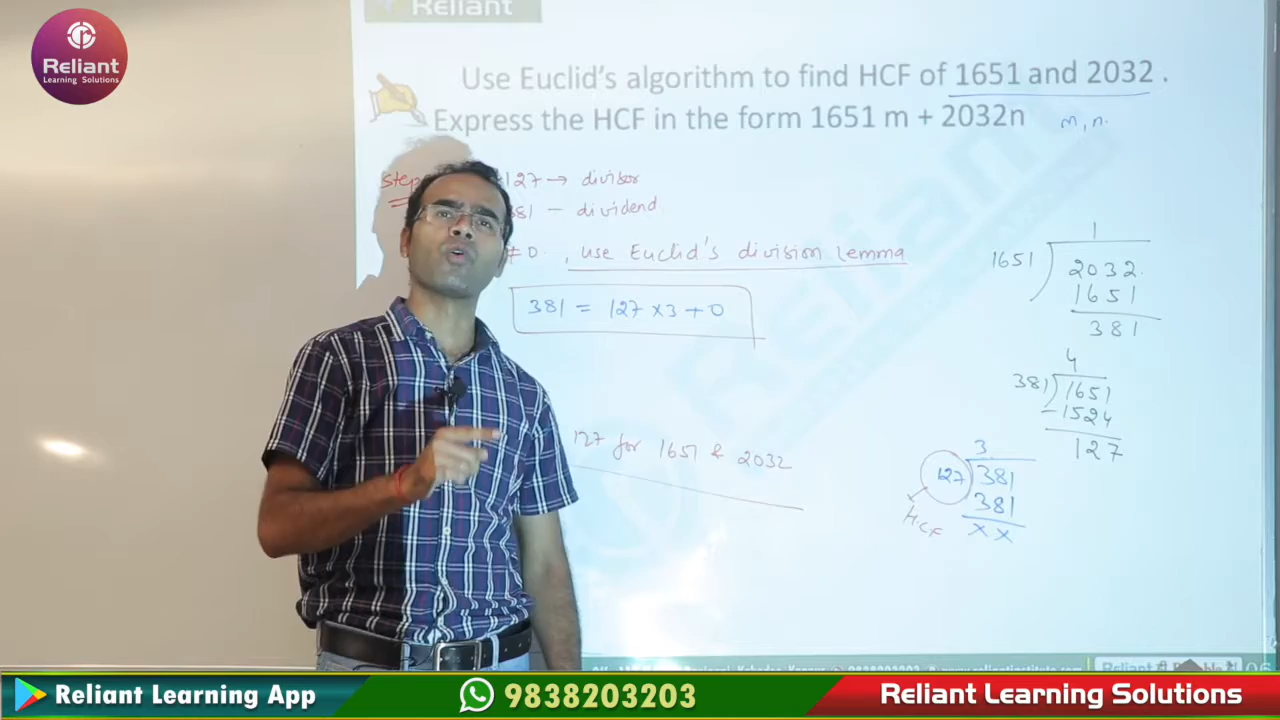 Reliant
Learning Solutions
Reliant
Use Euclid's algorithm to find HCF of 1651 and 2032 .
Express the HCF in the form 1651 m + 2032n
m, n.
Step
127 → divisor
381 – dividend
≠ 0. , use Euclid's division lemma
381 = 127 × 3 + 0
127 for 1651 & 2032
1
1651 ) 2032.
1651
381
4
381 ) 1651
– 1524
127
3
127 ) 381
381
× ×
HCF
Reliant Learning App
9838203203
Reliant Learning Solutions